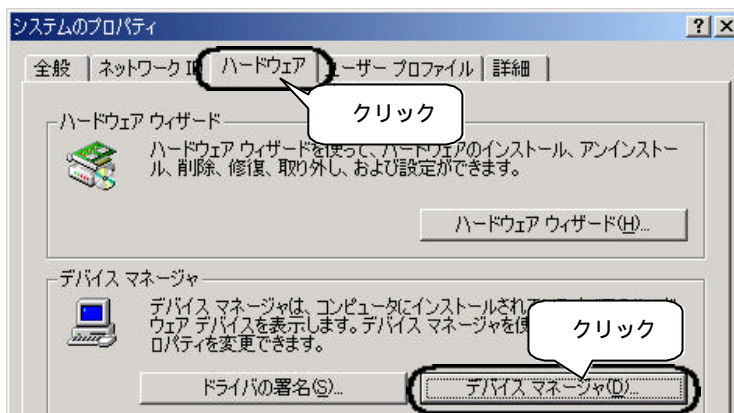 システムのプロパティ
全般 ネットワーク ハードウェア ーザー プロファイル 詳細
クリック
ハードウェア ウィザード
ハードウェア ウィザードを使って、ハードウェアのインストール、アンインストー
ル、削除、修復、取り外し、および設定ができます。
ハードウェア ウィザード(H)...
デバイス マネージャ
デバイス マネージャは、コンピュータにインストールされ
ウェア デバイスを表示します。デバイス マネージャを使
ロパティを変更できます。
クリック
ドライバの署名(S)...
デバイス マネージャ(D)...